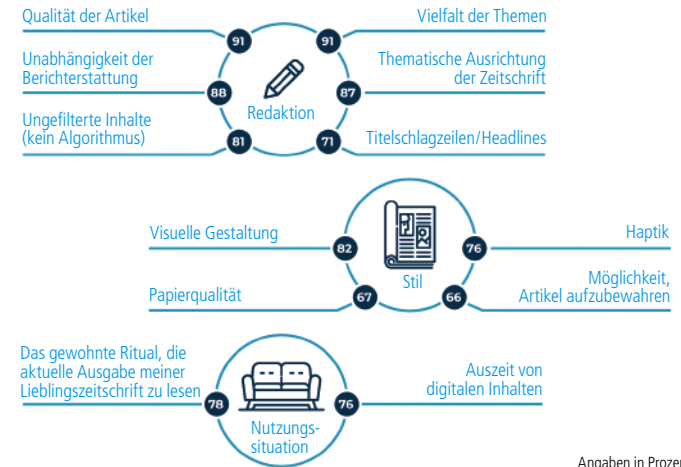 Qualität der Artikel
91
91
Vielfalt der Themen
Unabhängigkeit der
Berichterstattung
88
Redaktion
87
Thematische Ausrichtung
der Zeitschrift
Ungefilterte Inhalte
(kein Algorithmus)
81
71
Titelschlagzeilen/Headlines
Visuelle Gestaltung
82
Stil
76
Haptik
Papierqualität
67
66
Möglichkeit,
Artikel aufzubewahren
Das gewohnte Ritual, die
aktuelle Ausgabe meiner
Lieblingszeitschrift zu lesen
78
Nutzungs-
situation
76
Auszeit von
digitalen Inhalten
Angaben in